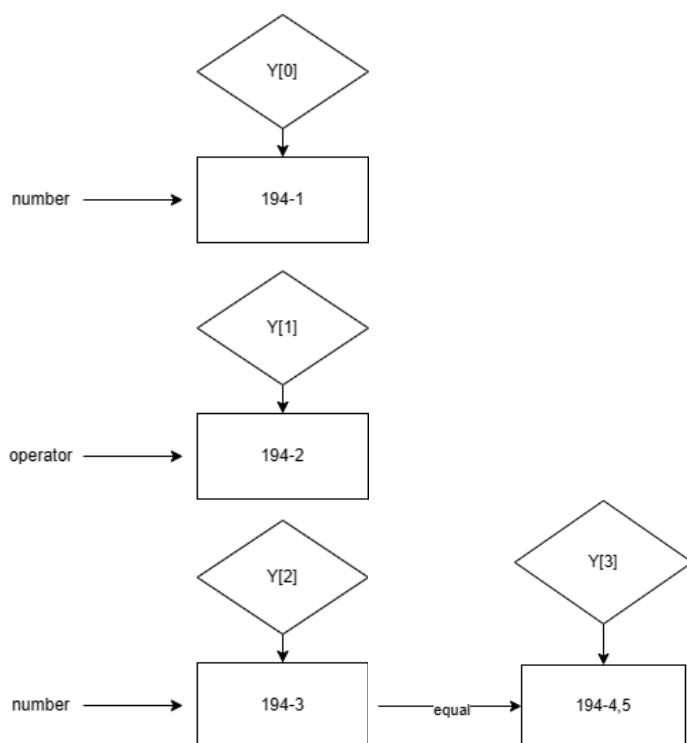 Y[0]
number
194-1
Y[1]
operator
194-2
Y[2]
Y[3]
number
194-3
equal
194-4,5